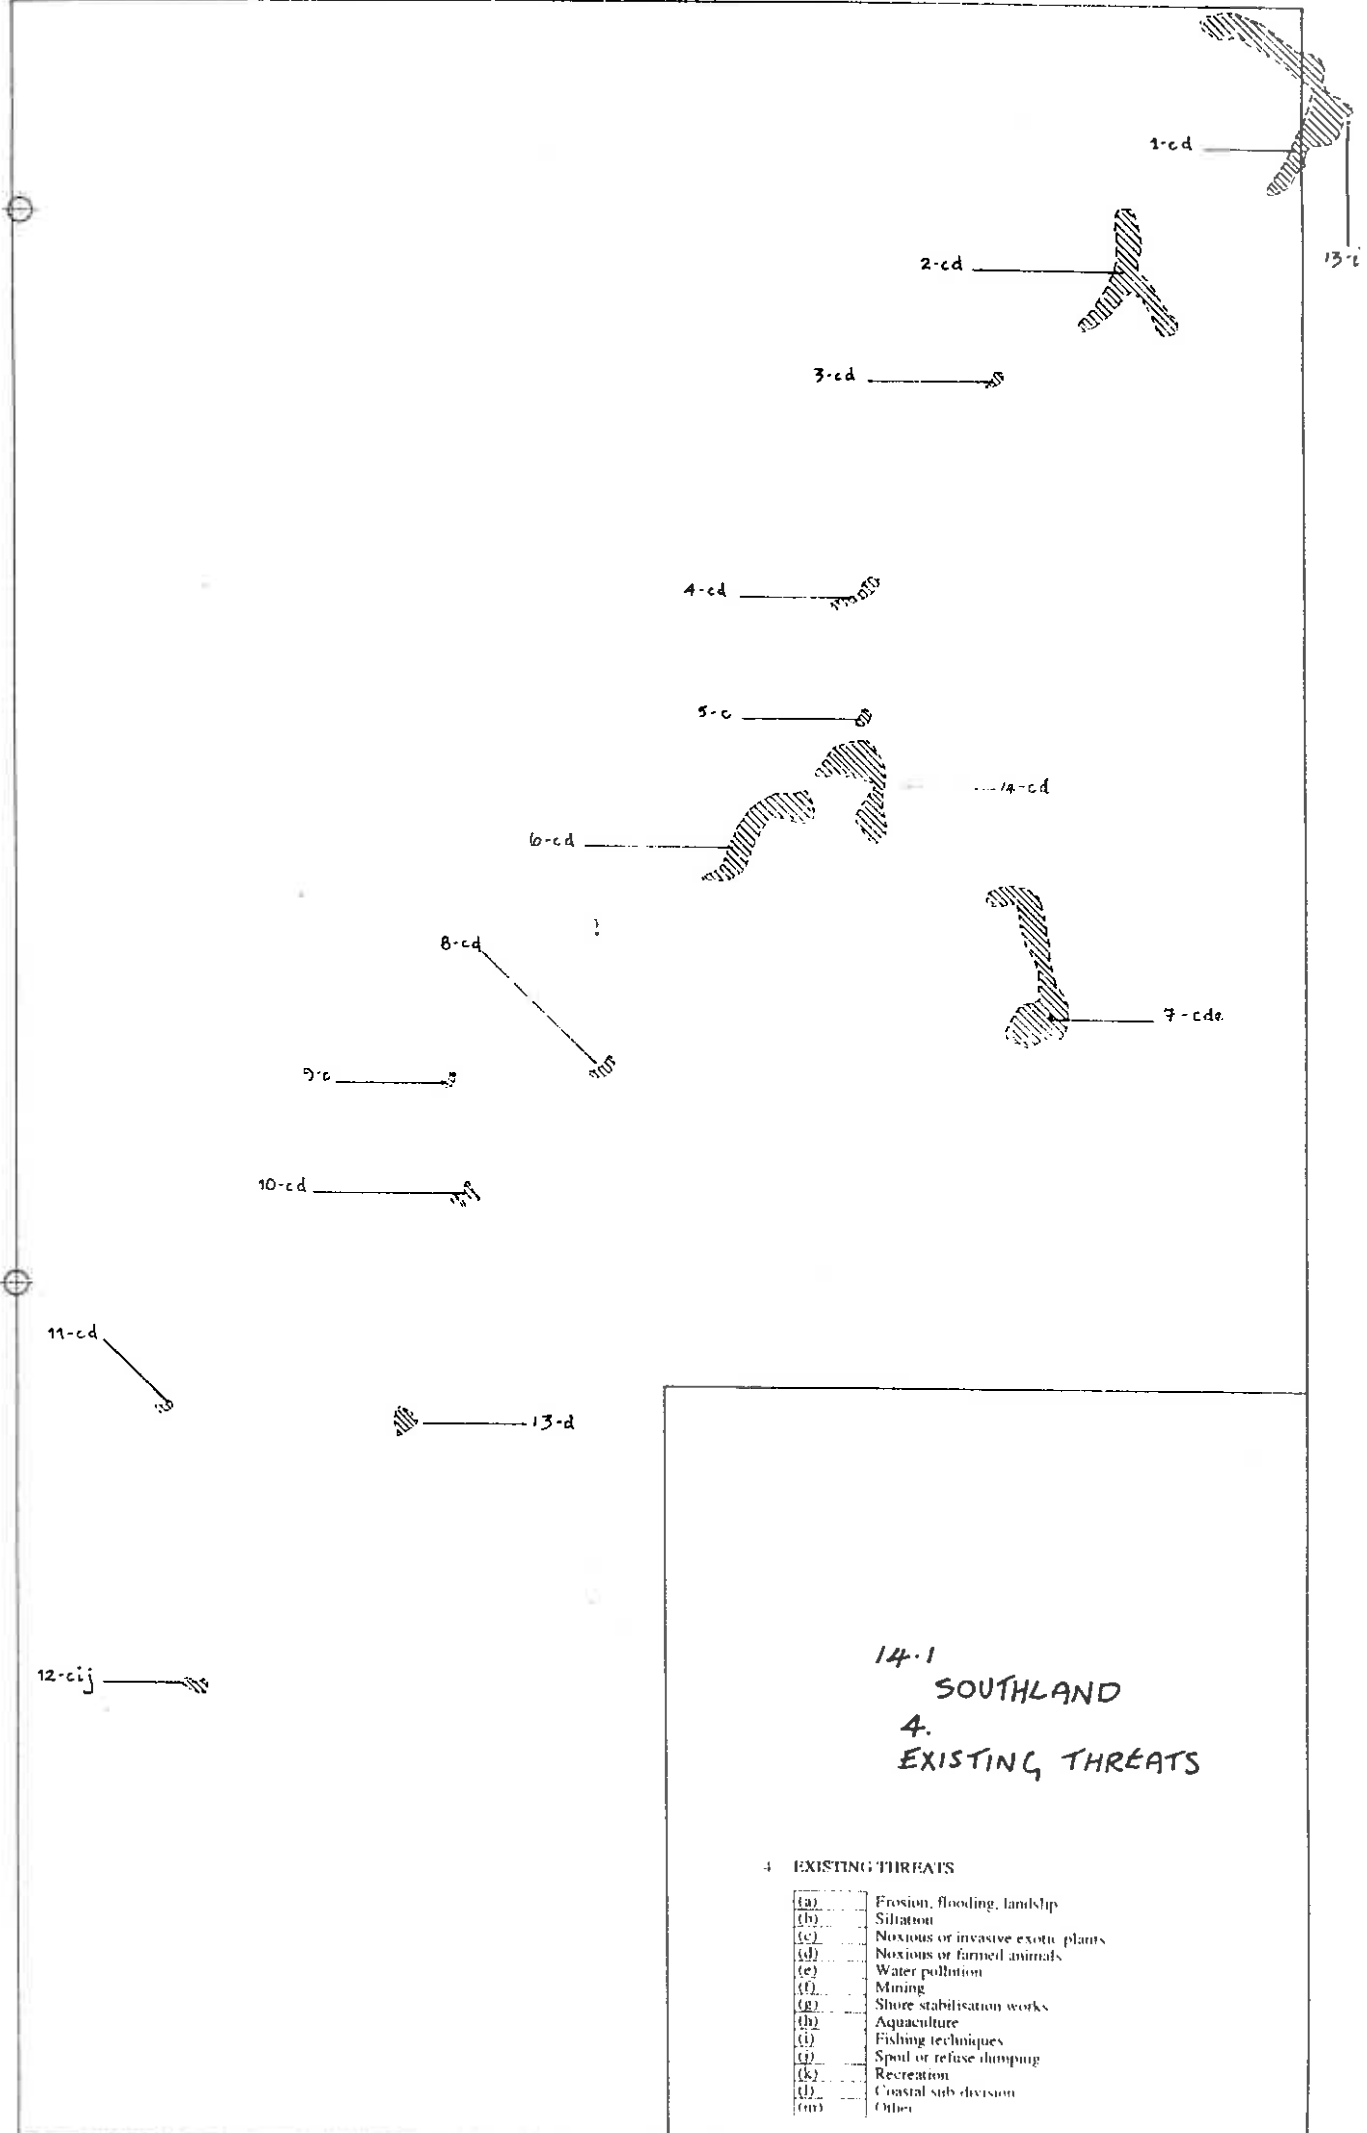 1-cd
13-i
2-cd
3-cd
4-cd
5-c
14-cd
6-cd
8-cd
7-cde
9-c
10-cd
11-cd
13-d
12-cij
14.1
SOUTHLAND
4.
EXISTING THREATS
4 EXISTING THREATS
(a) Erosion, flooding, landslip
(b) Siltation
(c) Noxious or invasive exotic plants
(d) Noxious or farmed animals
(e) Water pollution
(f) Mining
(g) Shore stabilisation works
(h) Aquaculture
(i) Fishing techniques
(j) Spoil or refuse dumping
(k) Recreation
(l) Coastal sub division
(m) Other